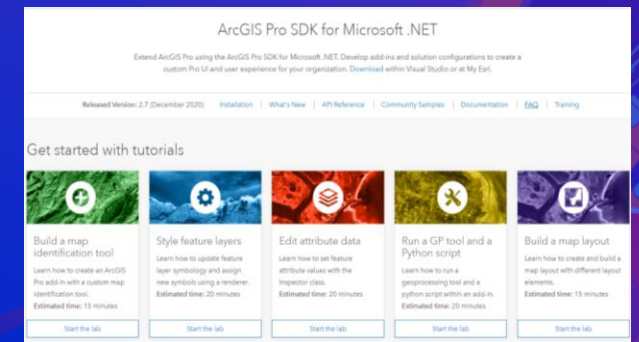 ArcGIS Pro SDK for Microsoft .NET
Extend ArcGIS Pro using the ArcGIS Pro SDK for Microsoft .NET. Develop add-ins and solution configurations to create a
custom Pro UI and user experience for your organization. Download within Visual Studio or at My Esri.
Released Version: 2.7 (December 2020) Installation | What's New | API Reference | Community Samples | Documentation | FAQ | Training
Get started with tutorials
Build a map
identification tool
Learn how to create an ArcGIS
Pro add-in with a custom map
identification tool.
Estimated time: 15 minutes
Start the lab
Style feature layers
Learn how to update feature
layer symbology and assign
new symbols using a renderer.
Estimated time: 20 minutes
Start the lab
Edit attribute data
Learn how to set feature
attribute values with the
Inspector class.
Estimated time: 20 minutes
Start the lab
Run a GP tool and a
Python script
Learn how to run a
geoprocessing tool and a
python script within an add-in.
Estimated time: 20 minutes
Start the lab
Build a map layout
Learn how to create and build a
map layout with different layout
elements.
Estimated time: 15 minutes
Start the lab